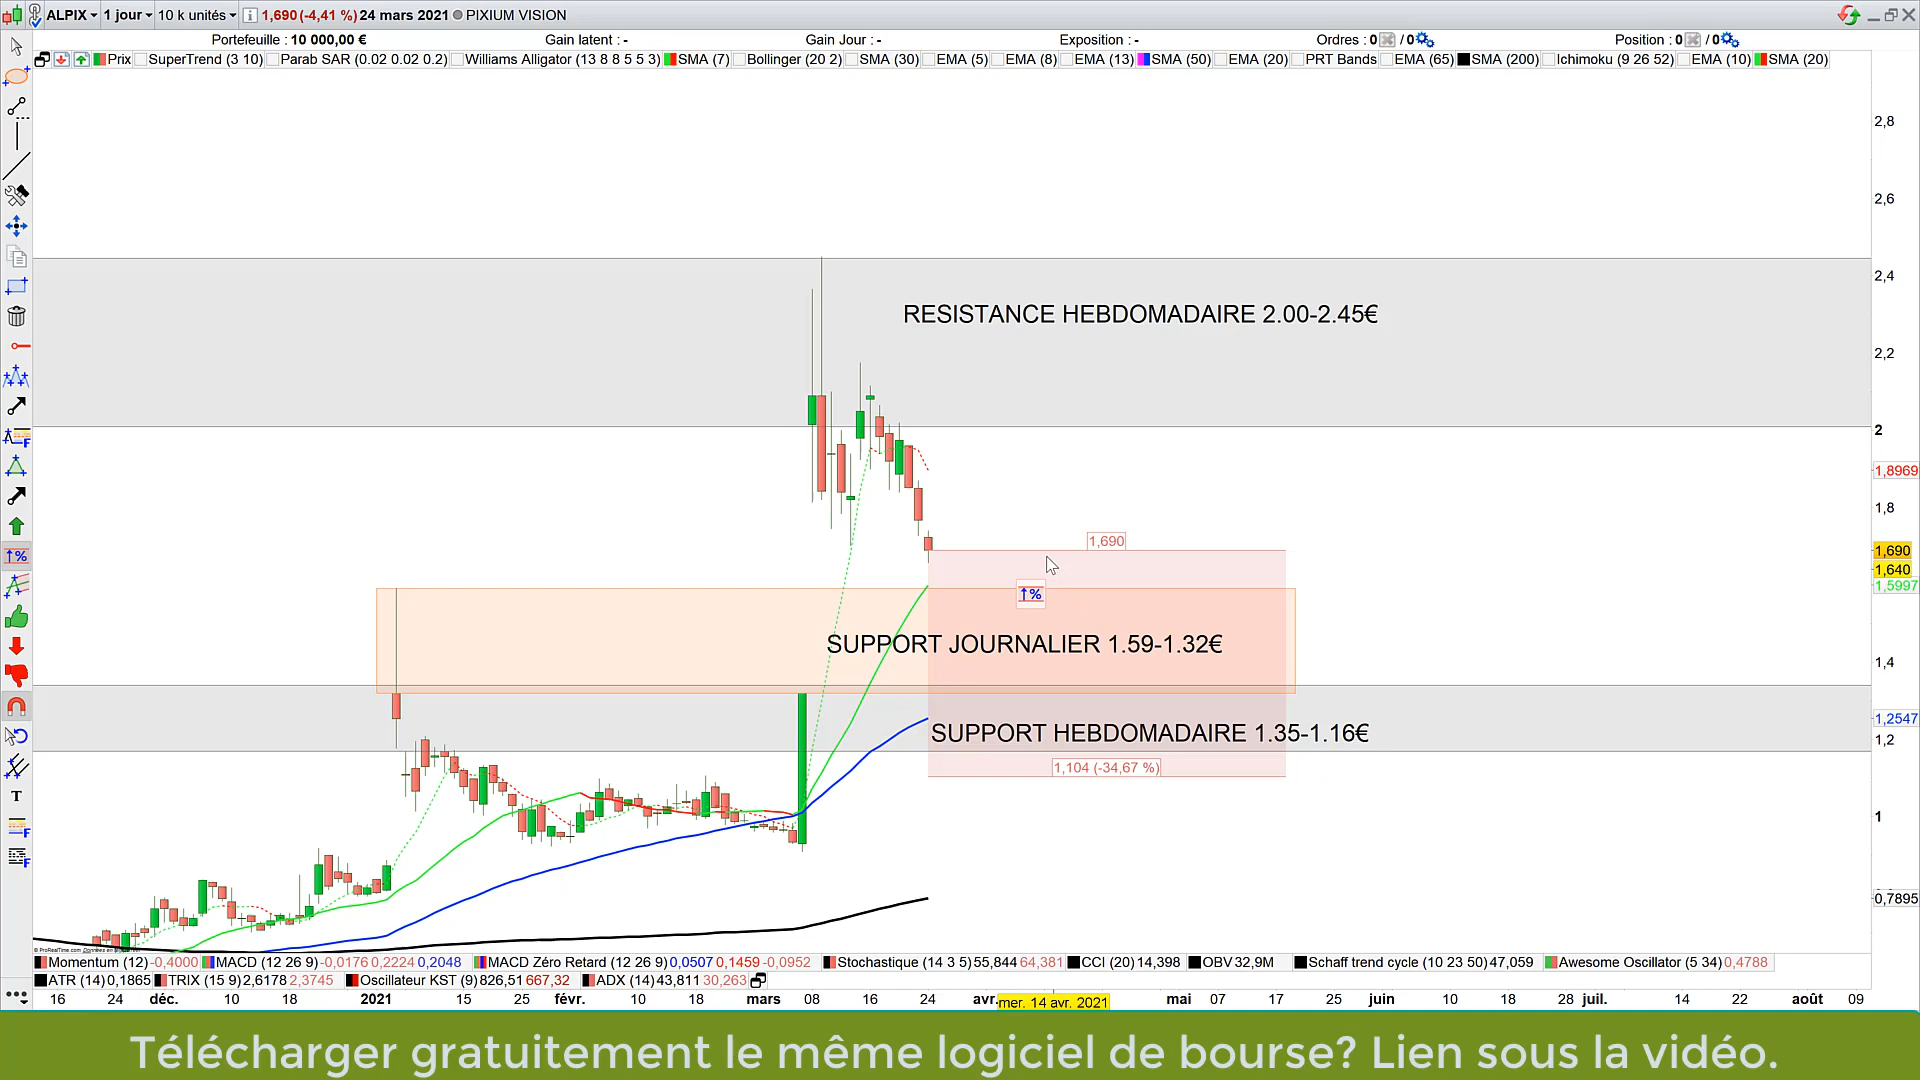 ALPIX 1 jour 10 k unités 1,690 (-4,41 %) 24 mars 2021 PIXIUM VISION
Portefeuille : 10 000,00 € Gain latent : - Gain Jour : - Exposition : - Ordres : 0 / 0 Position : 0 / 0
Prix SuperTrend (3 10) Parab SAR (0.02 0.02 0.2) Williams Alligator (13 8 8 5 5 3) SMA (7) Bollinger (20 2) SMA (30) EMA (5) EMA (8) EMA (13) SMA (50) EMA (20) PRT Bands EMA (65) SMA (200) Ichimoku (9 26 52) EMA (10) SMA (20)
2,8
2,6
2,4
RESISTANCE HEBDOMADAIRE 2.00-2.45€
2,2
2
1,8969
1,8
1,690
1,690
1,640
1,5997
↑%
SUPPORT JOURNALIER 1.59-1.32€
1,4
1,2547
SUPPORT HEBDOMADAIRE 1.35-1.16€
1,2
1,104 (-34,67 %)
1
0,7895
© ProRealTime.com
Momentum (12) -0,4000 MACD (12 26 9) -0,0176 0,2224 0,2048 MACD Zéro Retard (12 26 9) 0,0507 0,1459 -0,0952 Stochastique (14 3 5) 55,844 64,381 CCI (20) 14,398 OBV 32,9M Schaff trend cycle (10 23 50) 47,059 Awesome Oscillator (5 34) 0,4788
ATR (14) 0,1865 TRIX (15 9) 2,6178 2,3745 Oscillateur KST (9) 826,51 667,32 ADX (14) 43,811 30,263
16 24 déc. 10 18 2021 15 25 févr. 10 18 mars 08 16 24 avr. mer. 14 avr. 2021 mai 07 17 25 juin 10 18 28 juil. 14 22 août 09
Télécharger gratuitement le même logiciel de bourse? Lien sous la vidéo.